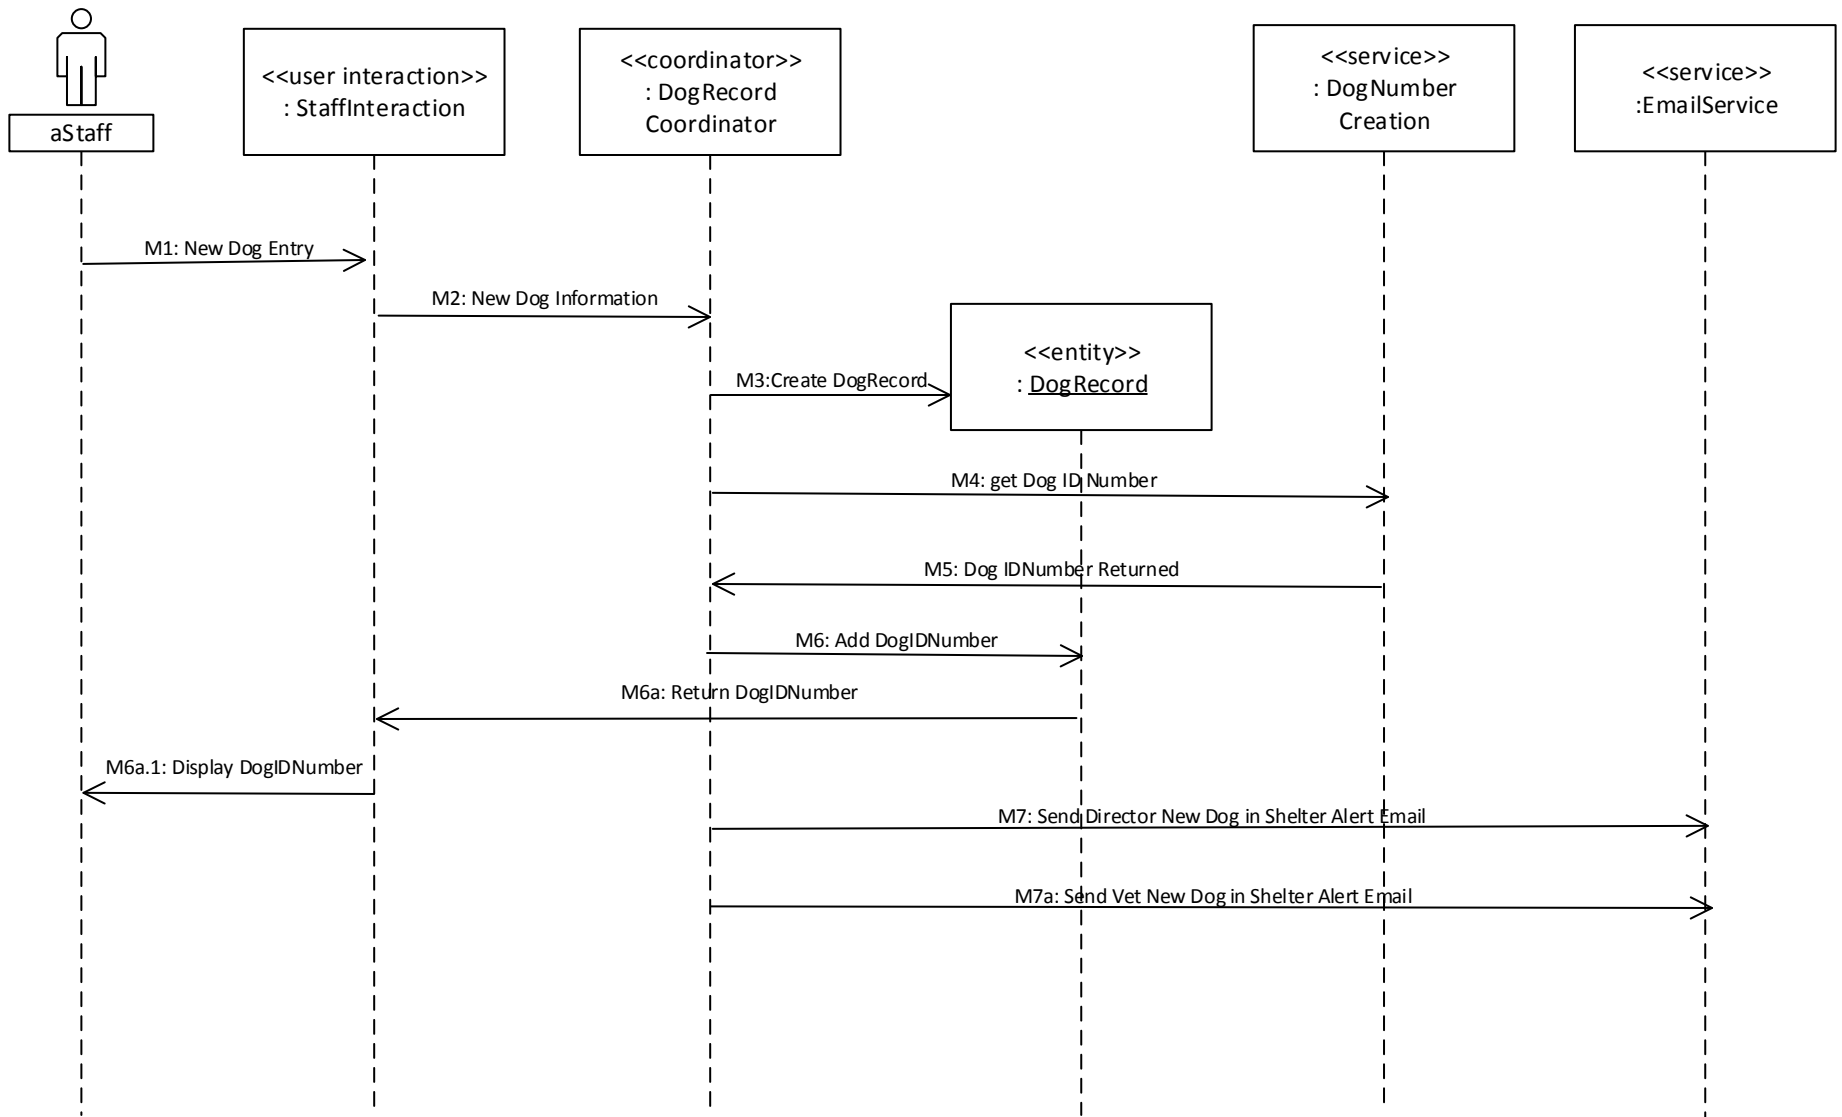 aStaff
<<user interaction>>
: StaffInteraction
<<coordinator>>
: DogRecord
Coordinator
<<service>>
: DogNumber
Creation
<<service>>
:EmailService
M1: New Dog Entry
M2: New Dog Information
<<entity>>
: DogRecord
M3:Create DogRecord
M4: get Dog ID Number
M5: Dog IDNumber Returned
M6: Add DogIDNumber
M6a: Return DogIDNumber
M6a.1: Display DogIDNumber
M7: Send Director New Dog in Shelter Alert Email
M7a: Send Vet New Dog in Shelter Alert Email